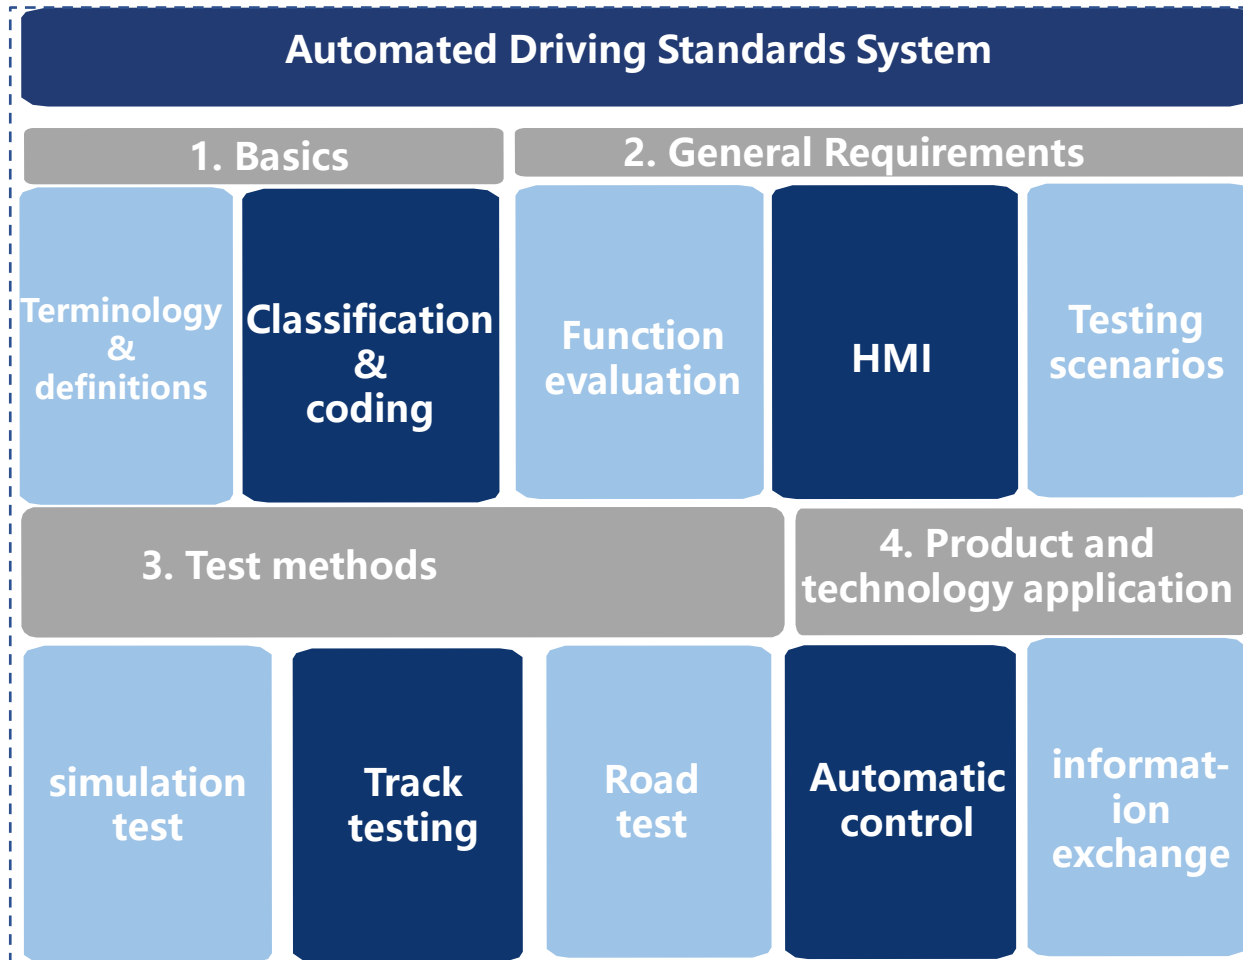 Automated Driving Standards System
1. Basics
2. General Requirements
Terminology
&
definitions
Classification
&
coding
Function
evaluation
HMI
Testing
scenarios
3. Test methods
4. Product and
technology application
simulation
test
Track
testing
Road
test
Automatic
control
informat-
ion
exchange